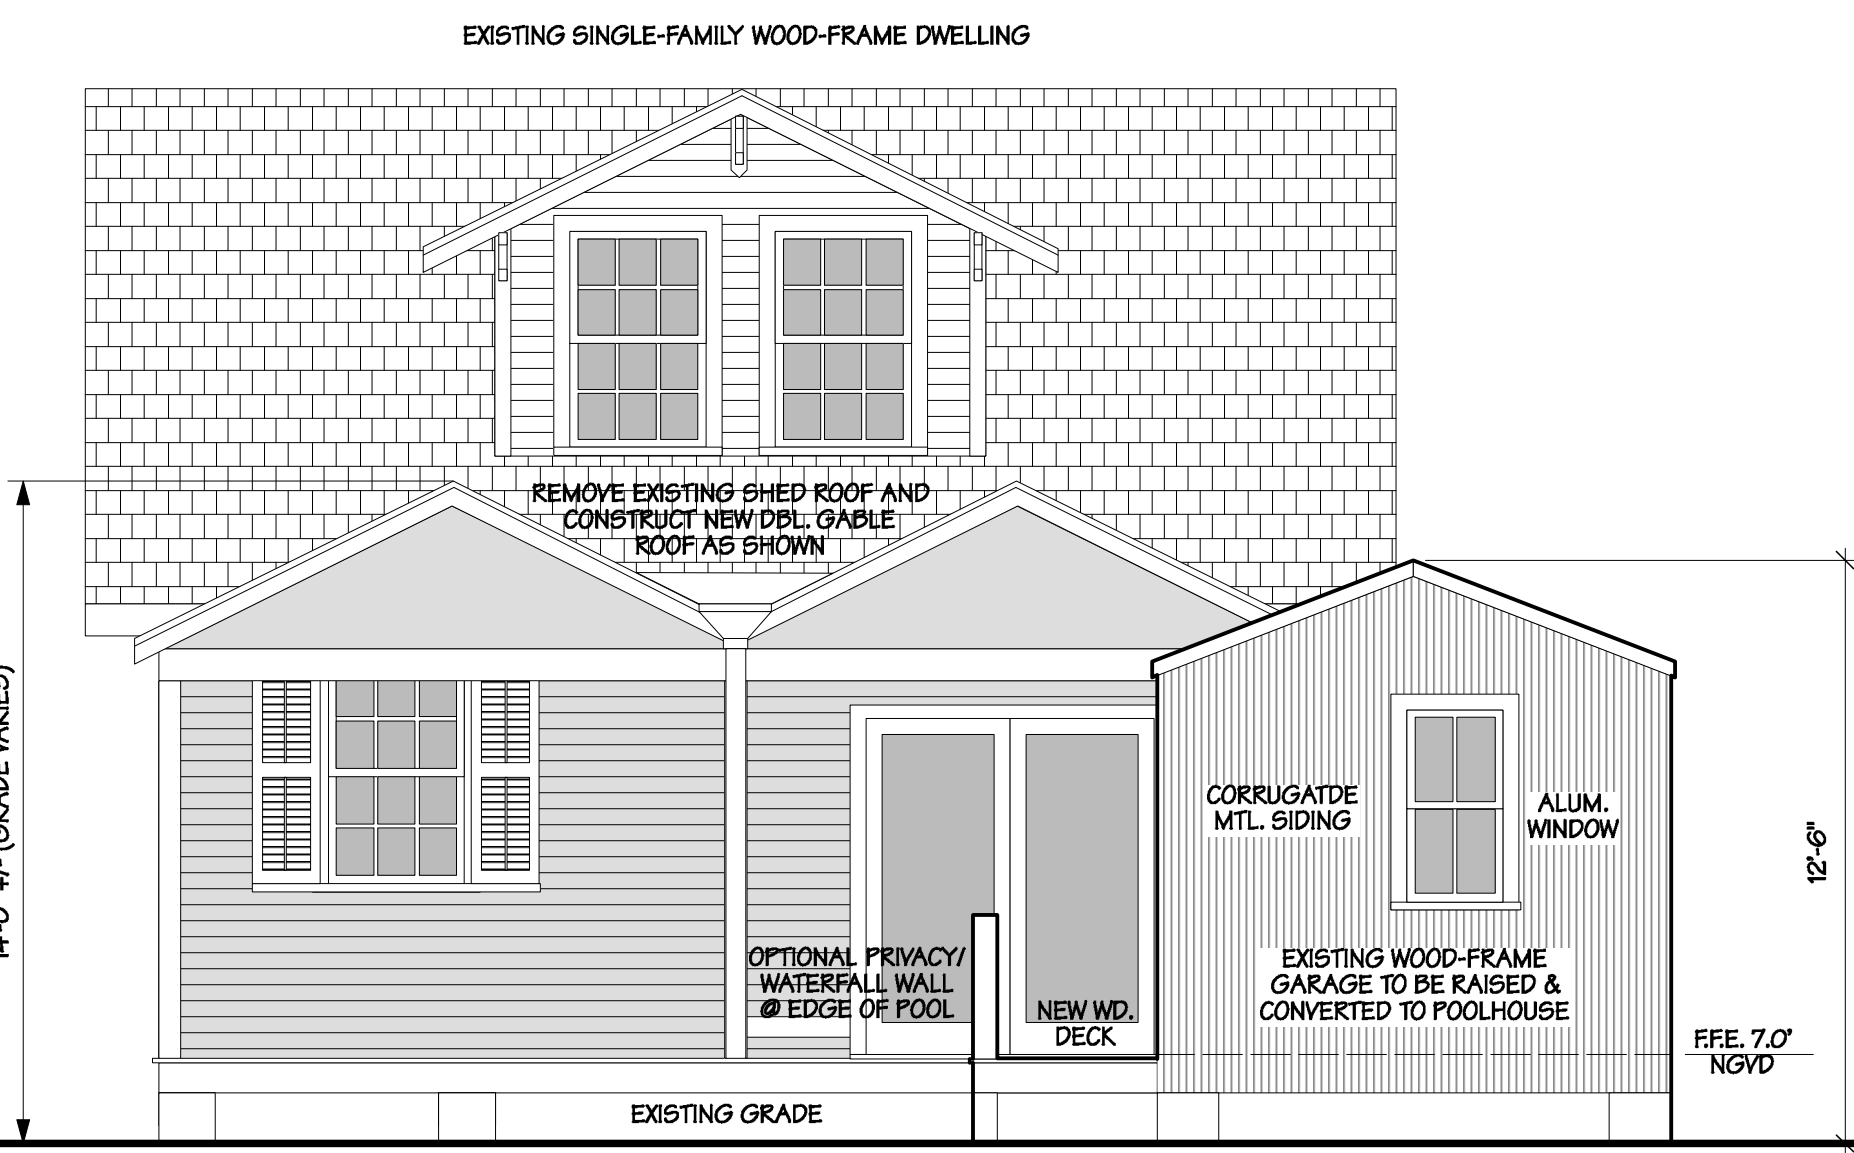 EXISTING SINGLE-FAMILY WOOD-FRAME DWELLING
REMOVE EXISTING SHED ROOF AND
CONSTRUCT NEW DBL. GABLE
ROOF AS SHOWN
CORRUGATDE
MTL. SIDING
ALUM.
WINDOW
12'-6"
OPTIONAL PRIVACY/
WATERFALL WALL
@ EDGE OF POOL
NEW WD.
DECK
EXISTING WOOD-FRAME
GARAGE TO BE RAISED &
CONVERTED TO POOLHOUSE
F.F.E. 7.0'
NGVD
EXISTING GRADE
(GRADE VARIES)